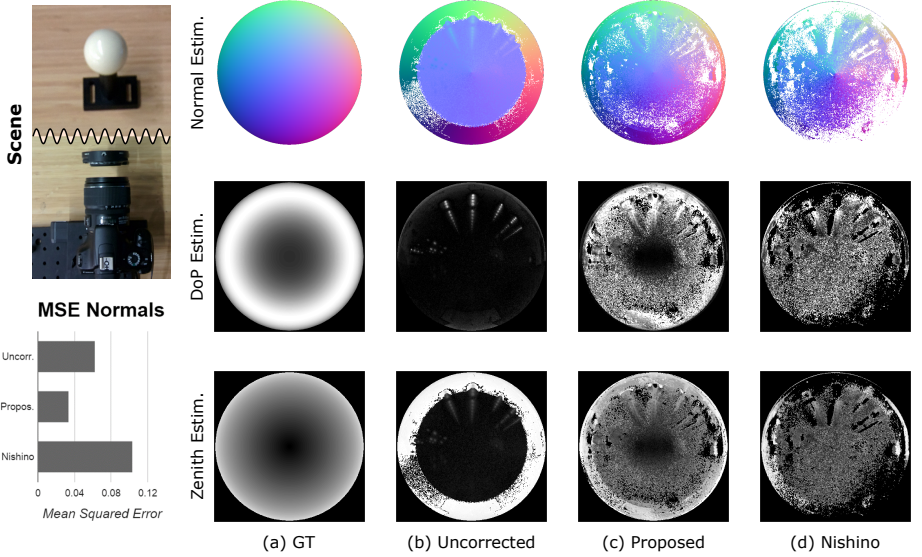 Scene
Normal Estim.
DoP Estim.
Zenith Estim.
MSE Normals
Uncorr.
Propos.
Nishino
0 0.04 0.08 0.12
Mean Squared Error
(a) GT (b) Uncorrected (c) Proposed (d) Nishino